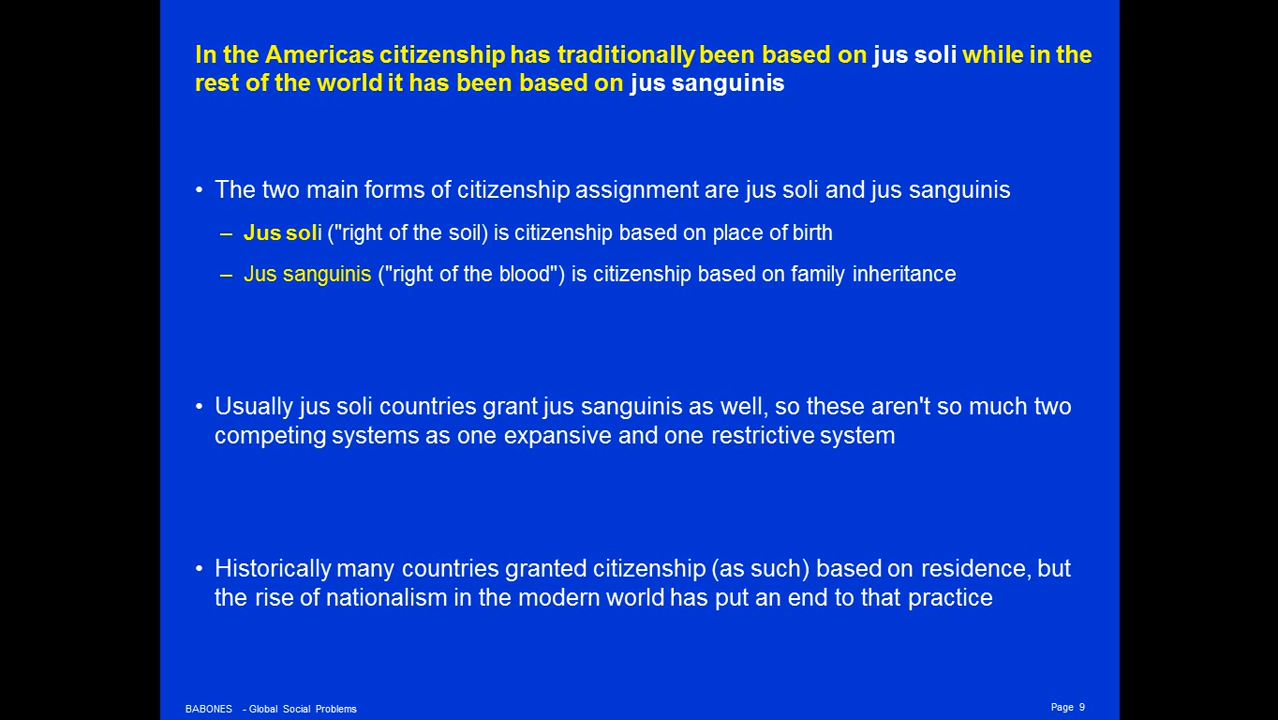 In the Americas citizenship has traditionally been based on jus soli while in the
rest of the world it has been based on jus sanguinis
• The two main forms of citizenship assignment are jus soli and jus sanguinis
– Jus soli ("right of the soil) is citizenship based on place of birth
– Jus sanguinis ("right of the blood") is citizenship based on family inheritance
• Usually jus soli countries grant jus sanguinis as well, so these aren't so much two
competing systems as one expansive and one restrictive system
• Historically many countries granted citizenship (as such) based on residence, but
the rise of nationalism in the modern world has put an end to that practice
BABONES - Global Social Problems
Page 9